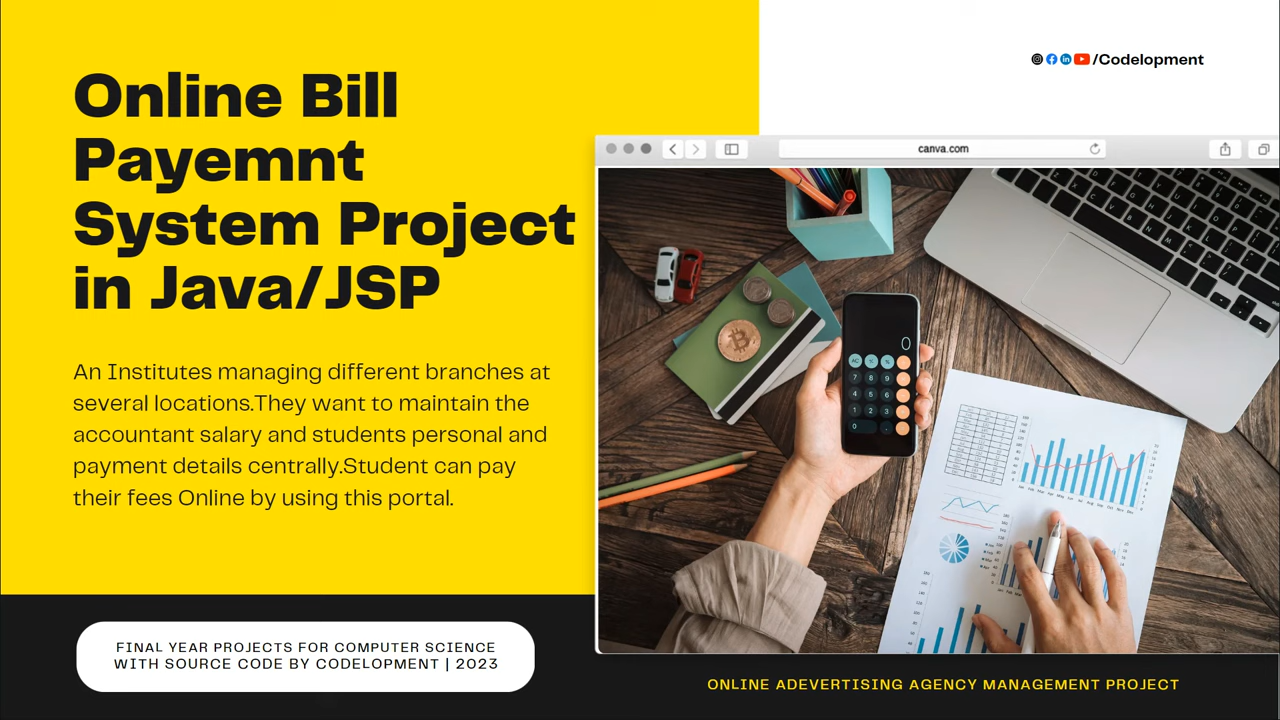 Online Bill
Payemnt
System Project
in Java/JSP
/Codelopment
canva.com
An Institutes managing different branches at
several locations.They want to maintain the
accountant salary and students personal and
payment details centrally.Student can pay
their fees Online by using this portal.
FINAL YEAR PROJECTS FOR COMPUTER SCIENCE
WITH SOURCE CODE BY CODELOPMENT | 2023
ONLINE ADEVERTISING AGENCY MANAGEMENT PROJECT